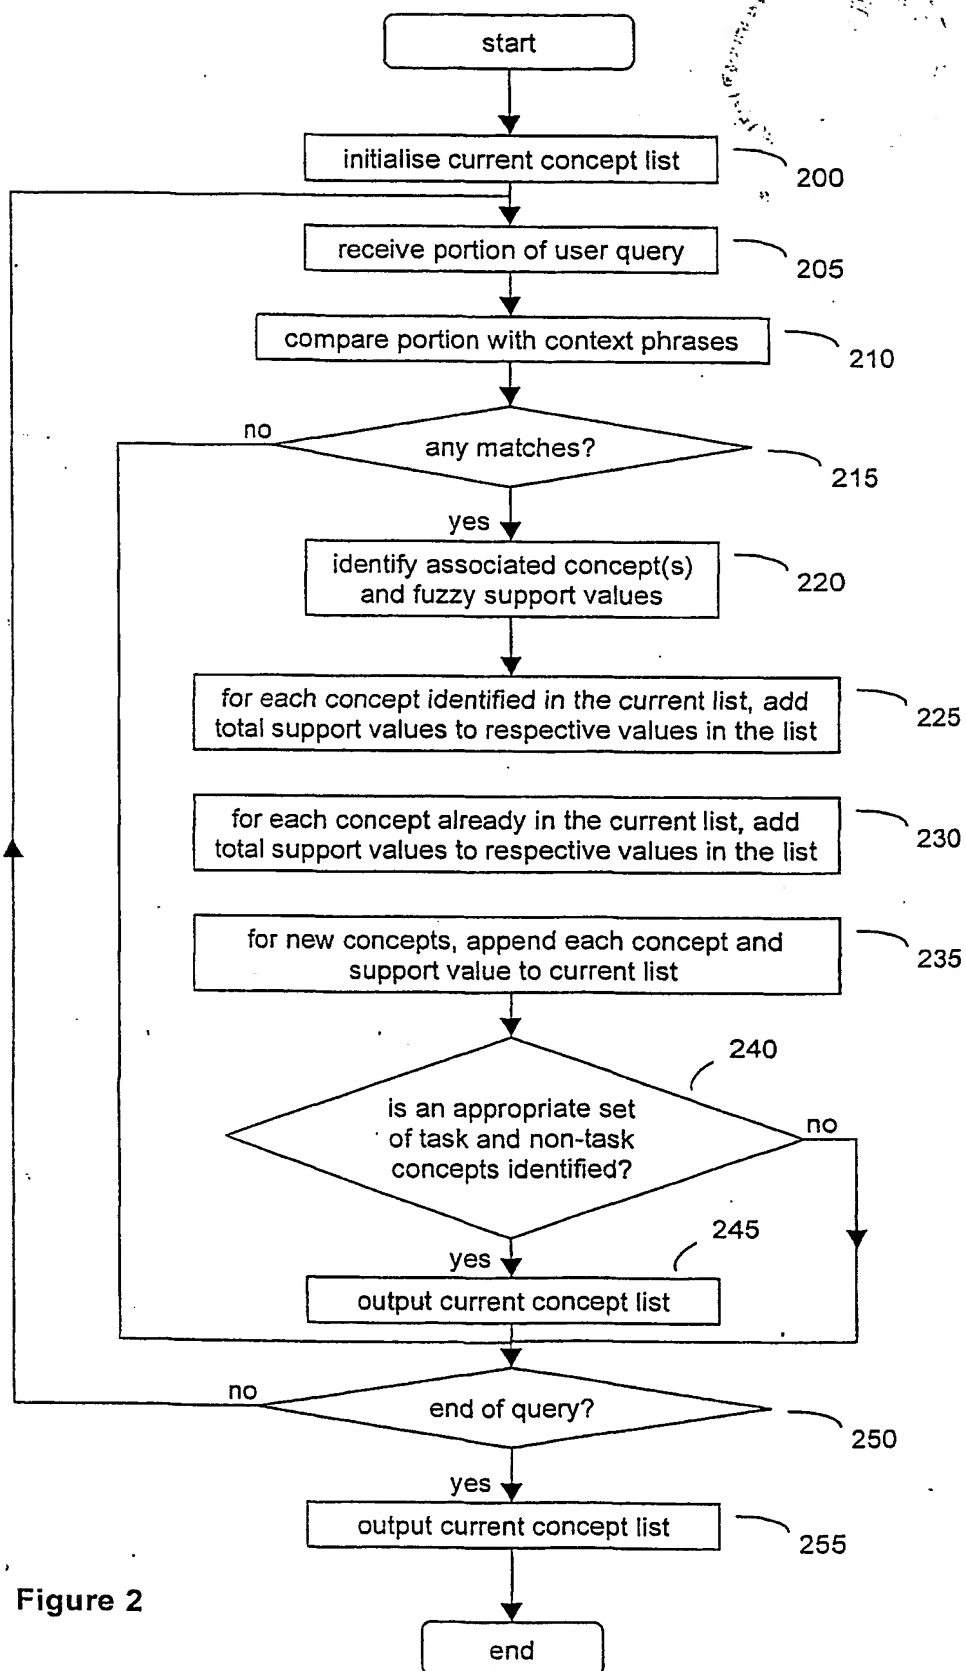 start
initialise current concept list
200
receive portion of user query
205
compare portion with context phrases
210
no
any matches?
215
yes
identify associated concept(s)
and fuzzy support values
220
for each concept identified in the current list, add
total support values to respective values in the list
225
for each concept already in the current list, add
total support values to respective values in the list
230
for new concepts, append each concept and
support value to current list
235
240
is an appropriate set
of task and non-task
concepts identified?
no
245
yes
output current concept list
no
end of query?
250
yes
output current concept list
255
Figure 2
end